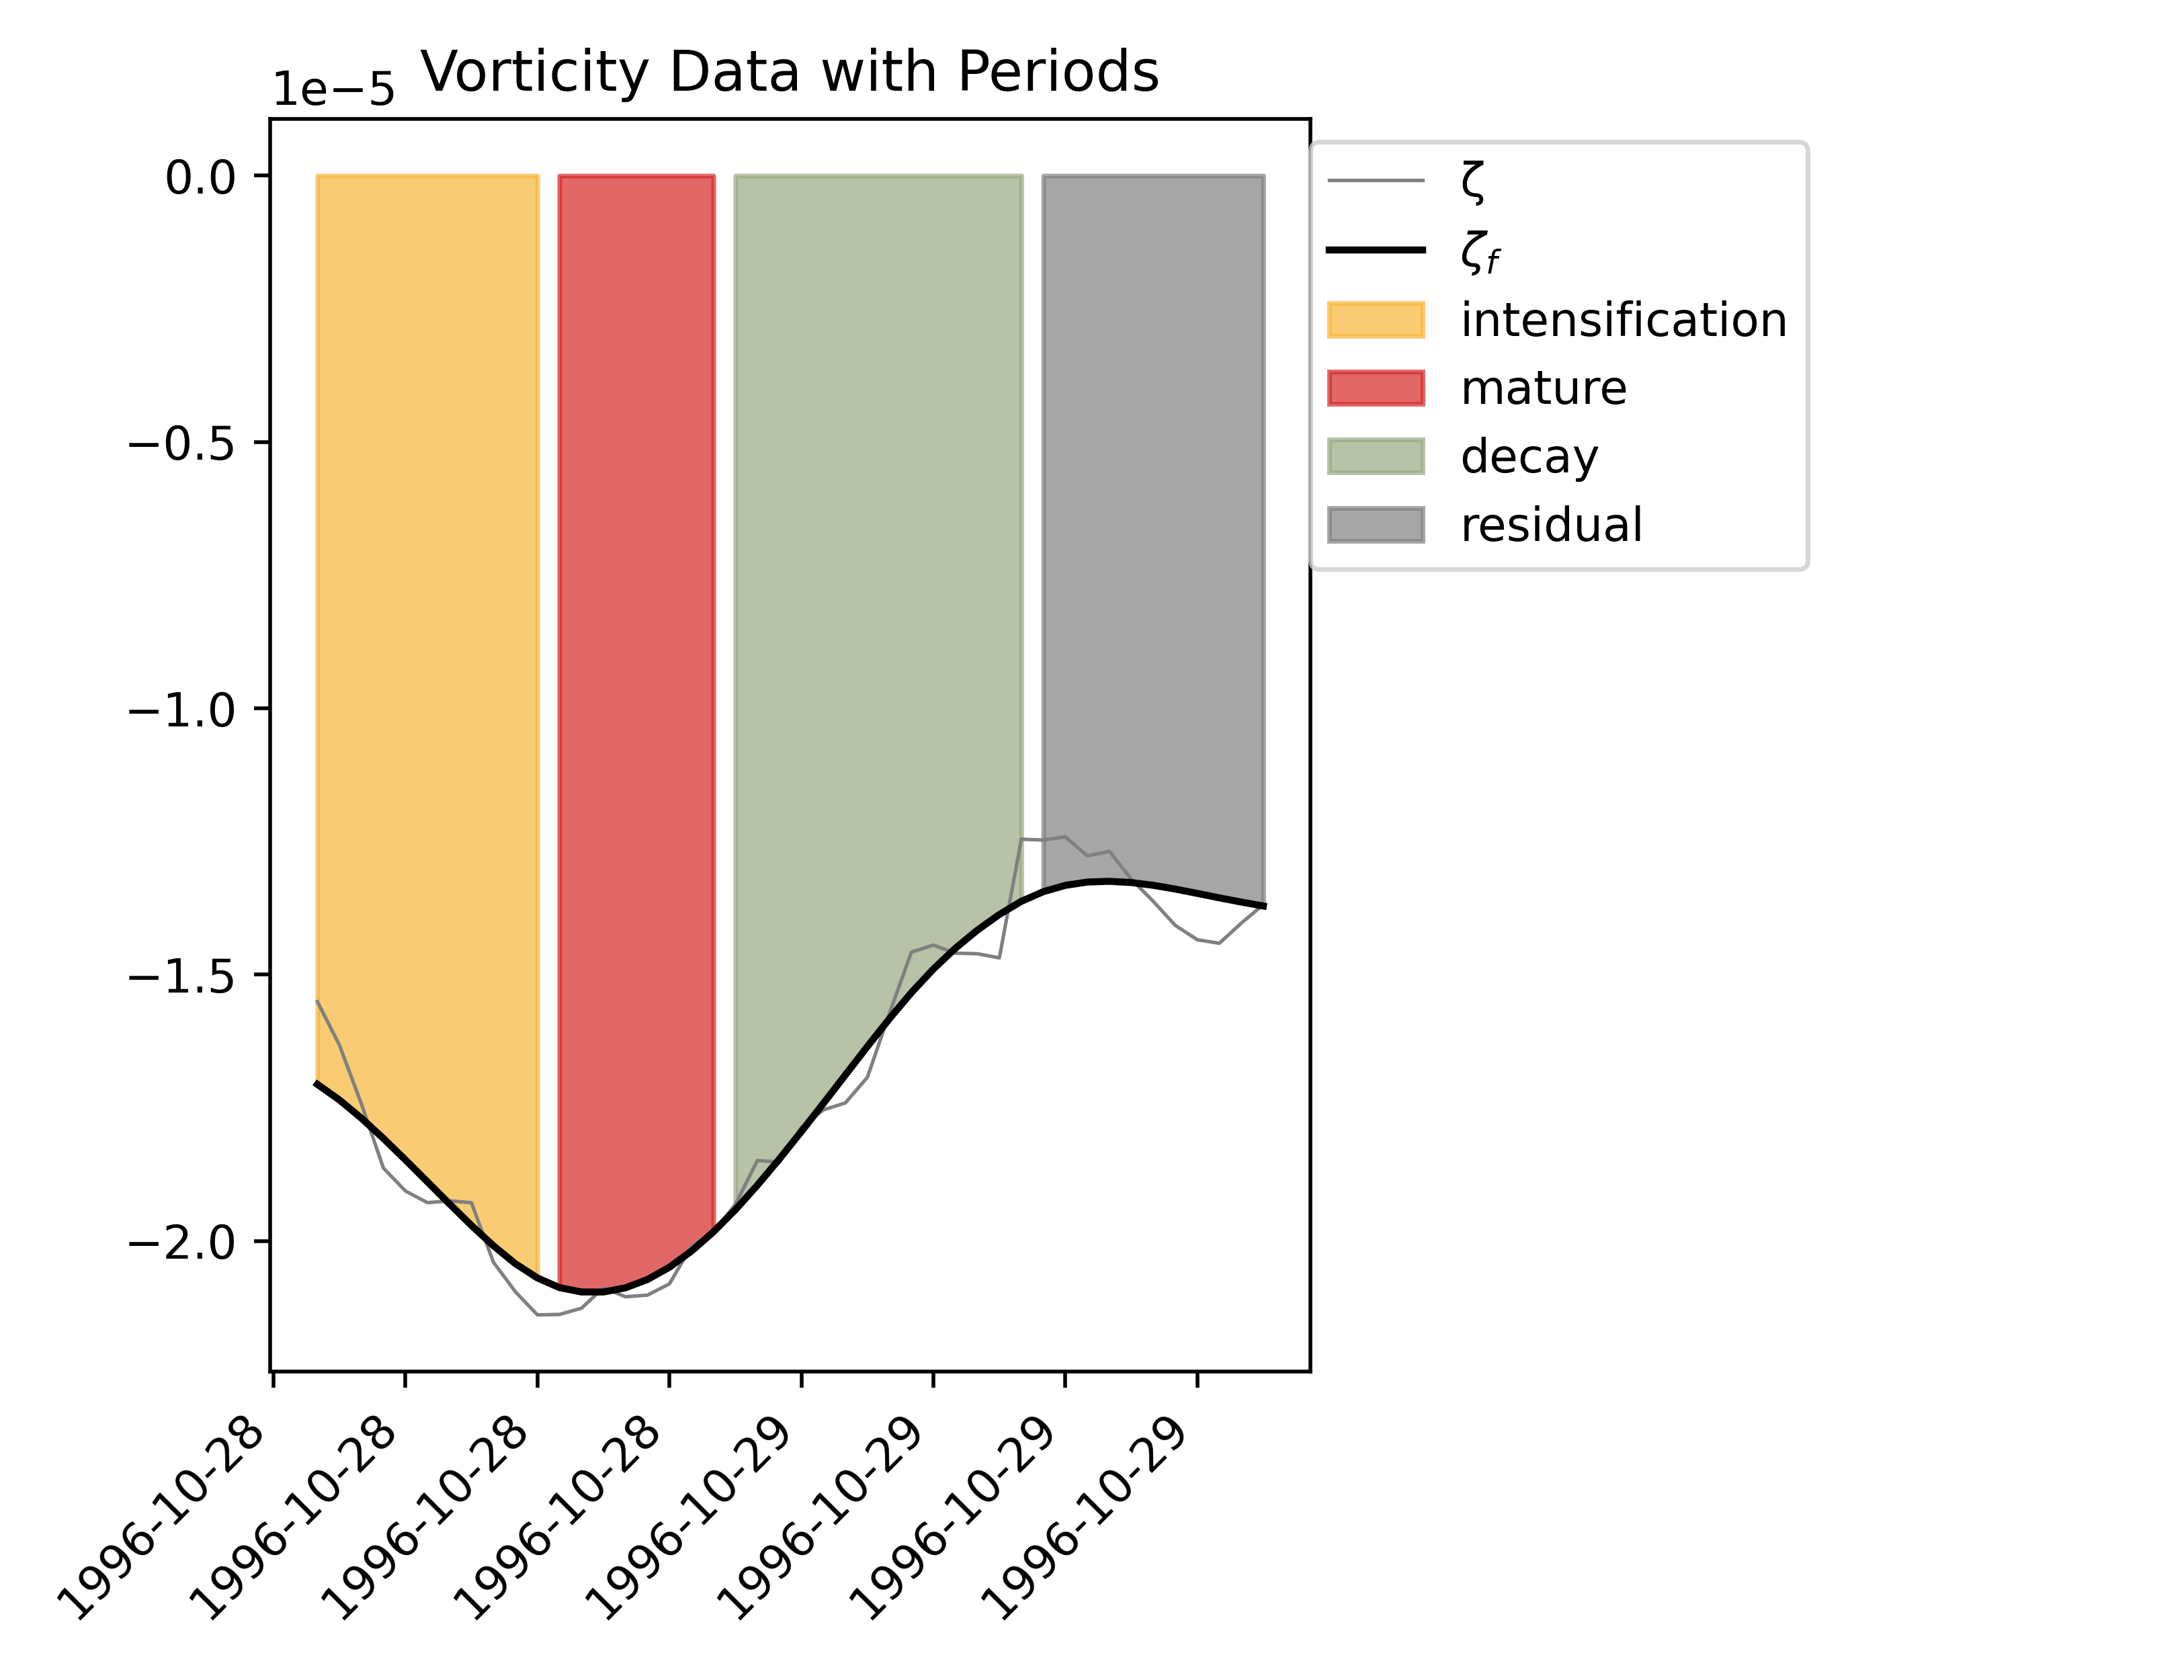 Vorticity Data with Periods
1e−5
0.0
−0.5
−1.0
−1.5
−2.0
1996-10-28
1996-10-28
1996-10-28
1996-10-28
1996-10-29
1996-10-29
1996-10-29
1996-10-29
ζ
ζf
intensification
mature
decay
residual